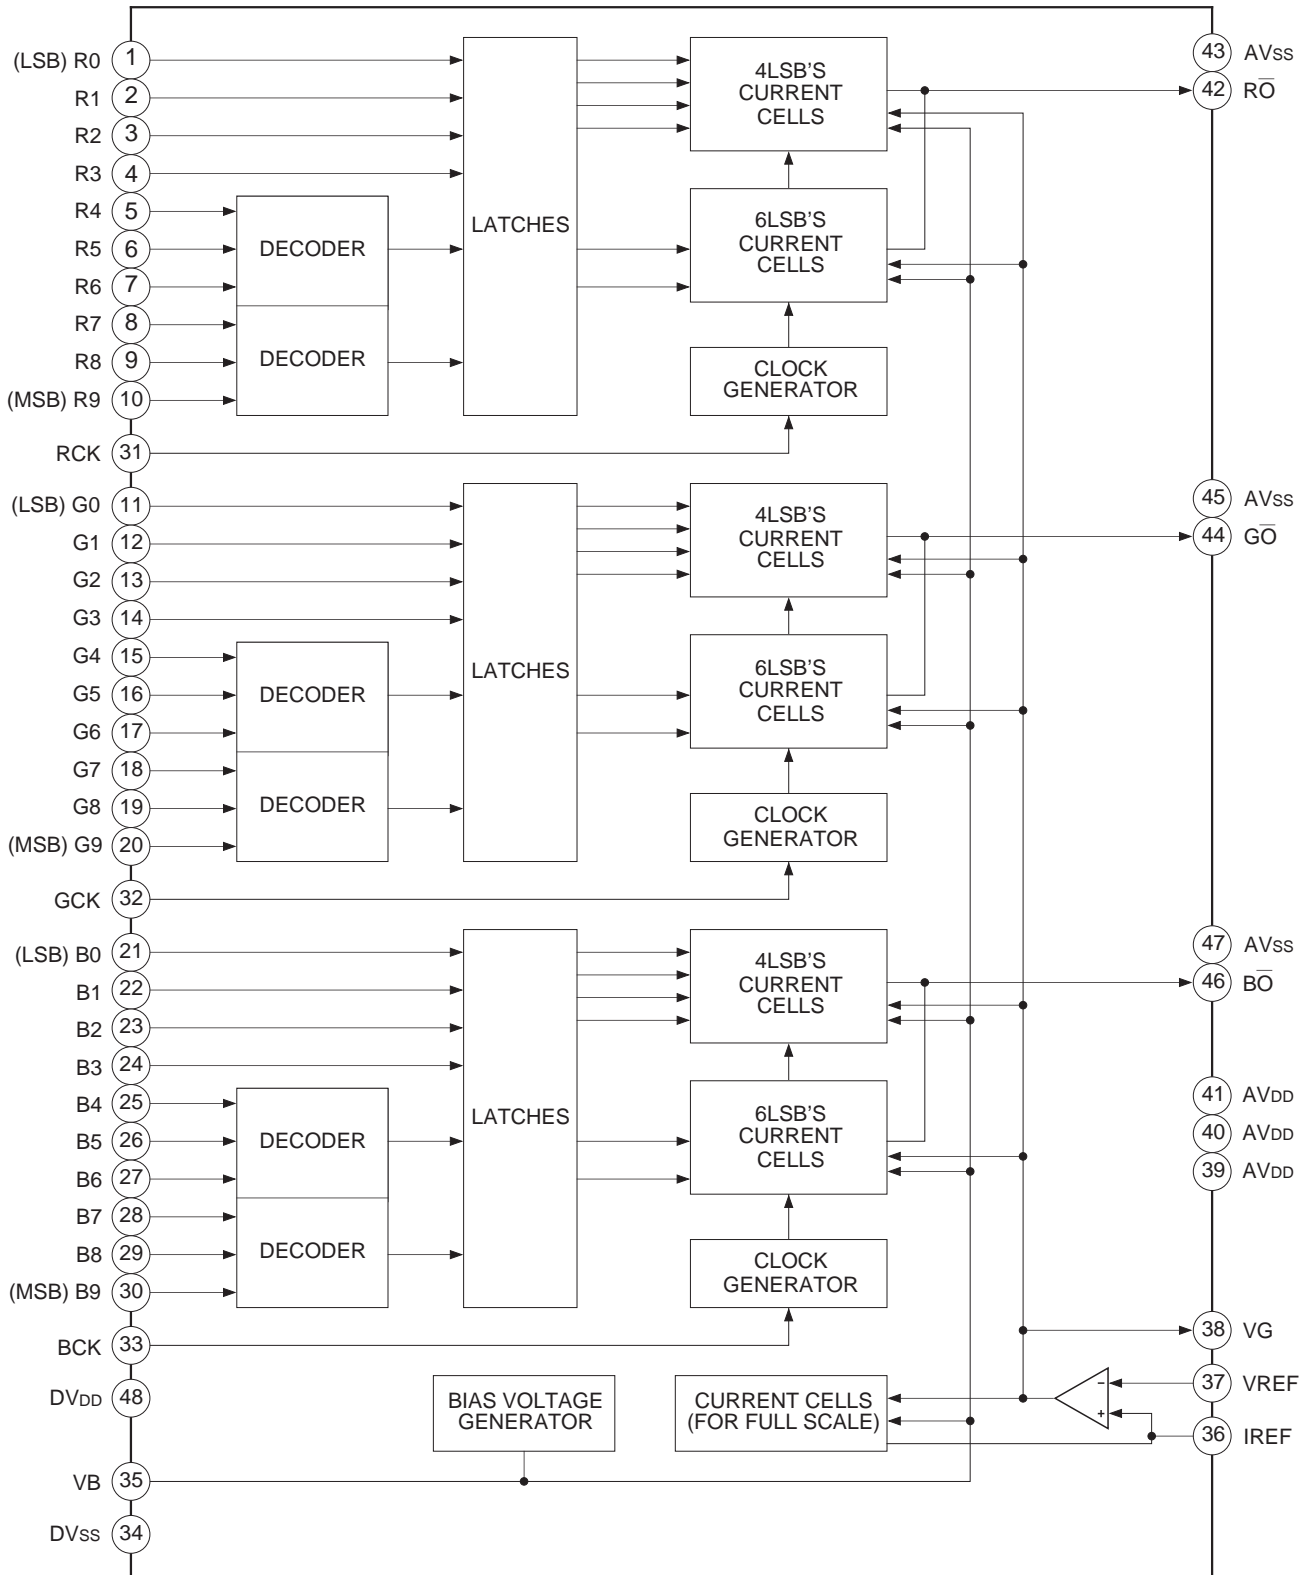 (LSB) R0 1
R1 2
R2 3
R3 4
R4 5
R5 6
R6 7
R7 8
R8 9
(MSB) R9 10
RCK 31
DECODER
DECODER
LATCHES
4LSB'S
CURRENT
CELLS
6LSB'S
CURRENT
CELLS
CLOCK
GENERATOR
43 AVSS
42 RO̅
(LSB) G0 11
G1 12
G2 13
G3 14
G4 15
G5 16
G6 17
G7 18
G8 19
(MSB) G9 20
GCK 32
DECODER
DECODER
LATCHES
4LSB'S
CURRENT
CELLS
6LSB'S
CURRENT
CELLS
CLOCK
GENERATOR
45 AVSS
44 GO̅
(LSB) B0 21
B1 22
B2 23
B3 24
B4 25
B5 26
B6 27
B7 28
B8 29
(MSB) B9 30
BCK 33
DECODER
DECODER
LATCHES
4LSB'S
CURRENT
CELLS
6LSB'S
CURRENT
CELLS
CLOCK
GENERATOR
47 AVSS
46 BO̅
41 AVDD
40 AVDD
39 AVDD
38 VG
37 VREF
36 IREF
DVDD 48
VB 35
DVSS 34
BIAS VOLTAGE
GENERATOR
CURRENT CELLS
(FOR FULL SCALE)
−
+